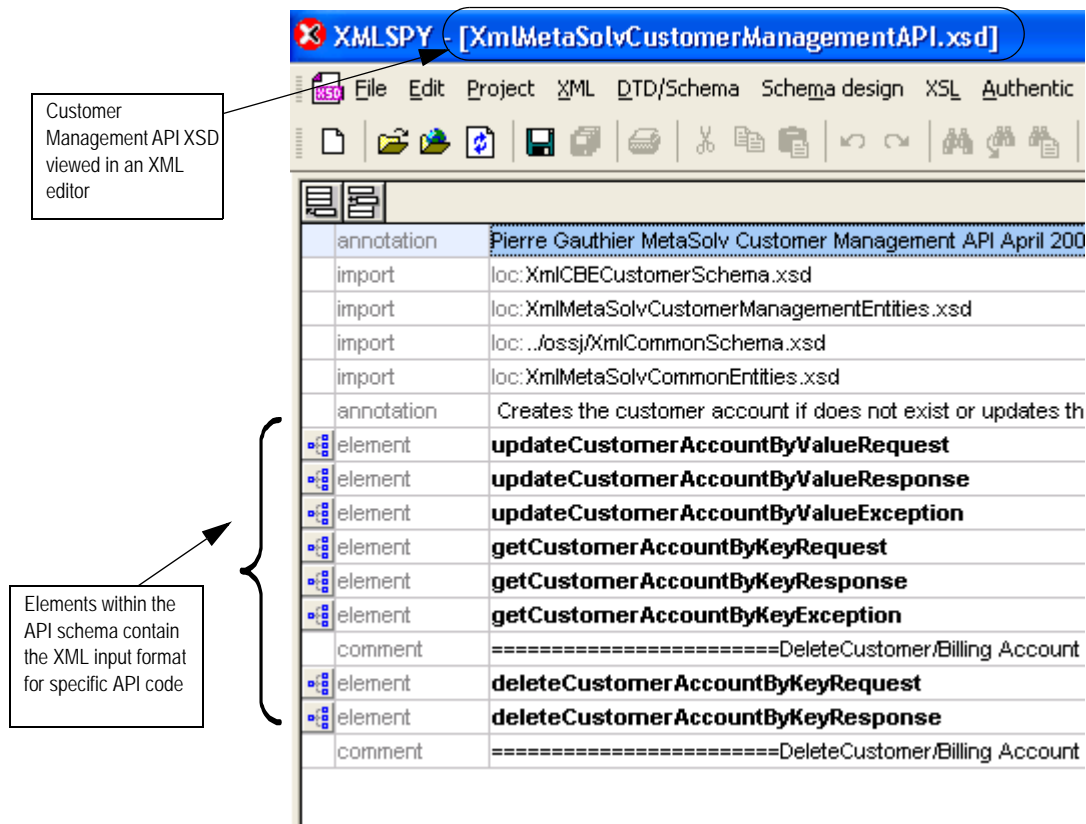 XMLSPY - [XmlMetaSolvCustomerManagementAPI.xsd]
File Edit Project XML DTD/Schema Schema design XSL Authentic
Customer
Management API XSD
viewed in an XML
editor
annotation Pierre Gauthier MetaSolv Customer Management API April 200
import loc:XmlCBECustomerSchema.xsd
import loc:XmlMetaSolvCustomerManagementEntities.xsd
import loc:../ossj/XmlCommonSchema.xsd
import loc:XmlMetaSolvCommonEntities.xsd
annotation Creates the customer account if does not exist or updates th
element updateCustomerAccountByValueRequest
element updateCustomerAccountByValueResponse
element updateCustomerAccountByValueException
element getCustomerAccountByKeyRequest
element getCustomerAccountByKeyResponse
element getCustomerAccountByKeyException
comment ========================DeleteCustomer/Billing Account
element deleteCustomerAccountByKeyRequest
element deleteCustomerAccountByKeyResponse
comment ========================DeleteCustomer/Billing Account
Elements within the
API schema contain
the XML input format
for specific API code